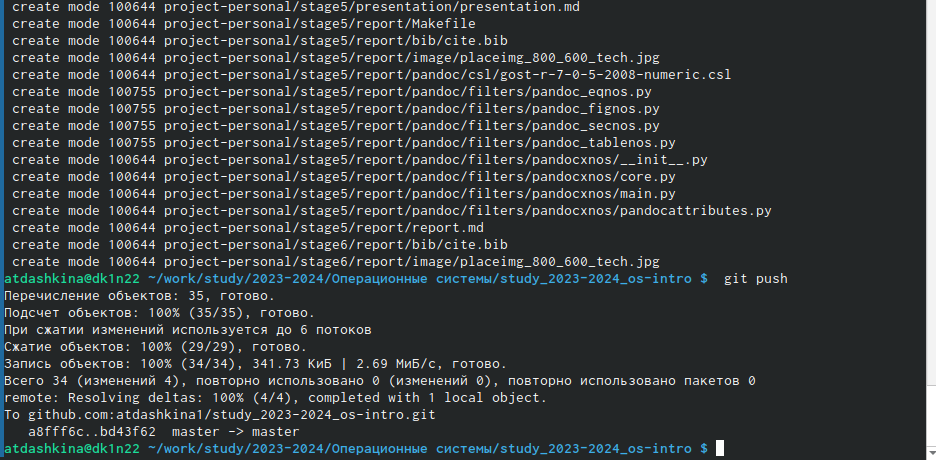 create mode 100644 project-personal/stage5/presentation/presentation.md
create mode 100644 project-personal/stage5/report/Makefile
create mode 100644 project-personal/stage5/report/bib/cite.bib
create mode 100644 project-personal/stage5/report/image/placeimg_800_600_tech.jpg
create mode 100644 project-personal/stage5/report/pandoc/csl/gost-r-7-0-5-2008-numeric.csl
create mode 100755 project-personal/stage5/report/pandoc/filters/pandoc_eqnos.py
create mode 100755 project-personal/stage5/report/pandoc/filters/pandoc_fignos.py
create mode 100755 project-personal/stage5/report/pandoc/filters/pandoc_secnos.py
create mode 100755 project-personal/stage5/report/pandoc/filters/pandoc_tablenos.py
create mode 100644 project-personal/stage5/report/pandoc/filters/pandocxnos/__init__.py
create mode 100644 project-personal/stage5/report/pandoc/filters/pandocxnos/core.py
create mode 100644 project-personal/stage5/report/pandoc/filters/pandocxnos/main.py
create mode 100644 project-personal/stage5/report/pandoc/filters/pandocxnos/pandocattributes.py
create mode 100644 project-personal/stage5/report/report.md
create mode 100644 project-personal/stage6/report/bib/cite.bib
create mode 100644 project-personal/stage6/report/image/placeimg_800_600_tech.jpg
atdashkina@dk1n22 ~/work/study/2023-2024/Операционные системы/study_2023-2024_os-intro $ git push
Перечисление объектов: 35, готово.
Подсчет объектов: 100% (35/35), готово.
При сжатии изменений используется до 6 потоков
Сжатие объектов: 100% (29/29), готово.
Запись объектов: 100% (34/34), 341.73 КиБ | 2.69 МиБ/с, готово.
Всего 34 (изменений 4), повторно использовано 0 (изменений 0), повторно использовано пакетов 0
remote: Resolving deltas: 100% (4/4), completed with 1 local object.
To github.com:atdashkina1/study_2023-2024_os-intro.git
a8fff6c..bd43f62 master -> master
atdashkina@dk1n22 ~/work/study/2023-2024/Операционные системы/study_2023-2024_os-intro $